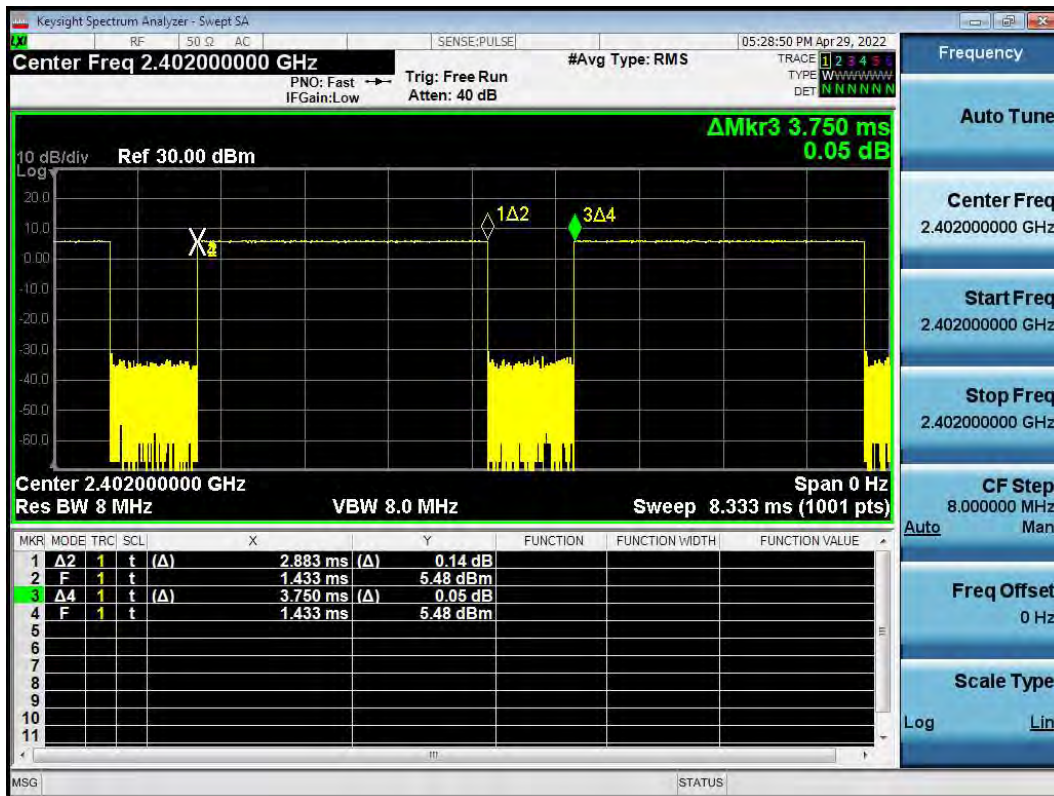 Keysight Spectrum Analyzer - Swept SA
LXI RF 50 Ω AC SENSE:PULSE 05:28:50 PM Apr 29, 2022
Center Freq 2.402000000 GHz #Avg Type: RMS TRACE 1 2 3 4 5 6
PNO: Fast Trig: Free Run TYPE WWWWWWW
IFGain:Low Atten: 40 dB DET N N N N N N
ΔMkr3 3.750 ms
0.05 dB
10 dB/div Ref 30.00 dBm
Log
20.0
10.0
0.00
-10.0
-20.0
-30.0
-40.0
-50.0
-60.0
1Δ2 3Δ4
Center 2.402000000 GHz Span 0 Hz
Res BW 8 MHz VBW 8.0 MHz Sweep 8.333 ms (1001 pts)
MKR MODE TRC SCL X Y FUNCTION FUNCTION WIDTH FUNCTION VALUE
1 Δ2 1 t (Δ) 2.883 ms (Δ) 0.14 dB
2 F 1 t 1.433 ms 5.48 dBm
3 Δ4 1 t (Δ) 3.750 ms (Δ) 0.05 dB
4 F 1 t 1.433 ms 5.48 dBm
5
6
7
8
9
10
11
MSG STATUS
Frequency
Auto Tune
Center Freq
2.402000000 GHz
Start Freq
2.402000000 GHz
Stop Freq
2.402000000 GHz
CF Step
8.000000 MHz
Auto Man
Freq Offset
0 Hz
Scale Type
Log Lin